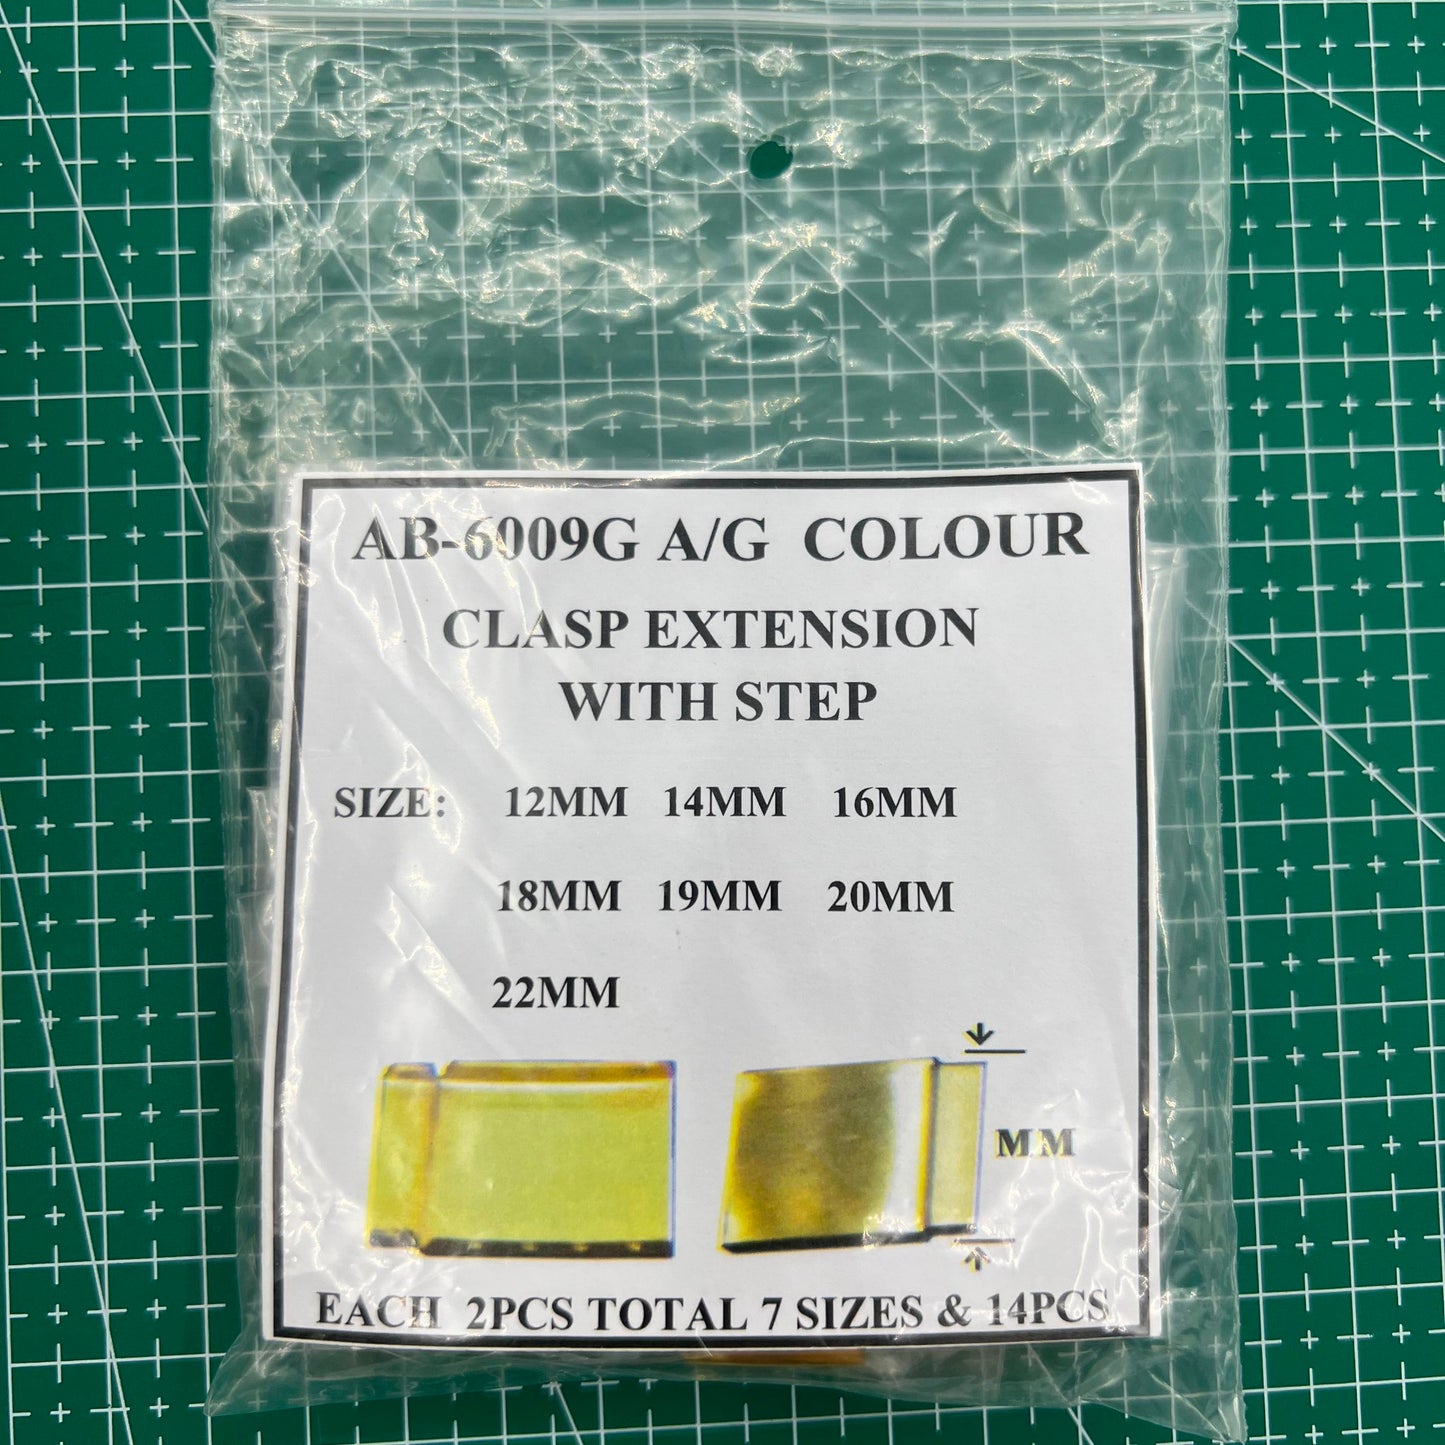 AB-6009G A/G COLOUR
CLASP EXTENSION
WITH STEP
SIZE: 12MM 14MM 16MM
18MM 19MM 20MM
22MM
MM
EACH 2PCS TOTAL 7 SIZES & 14PCS